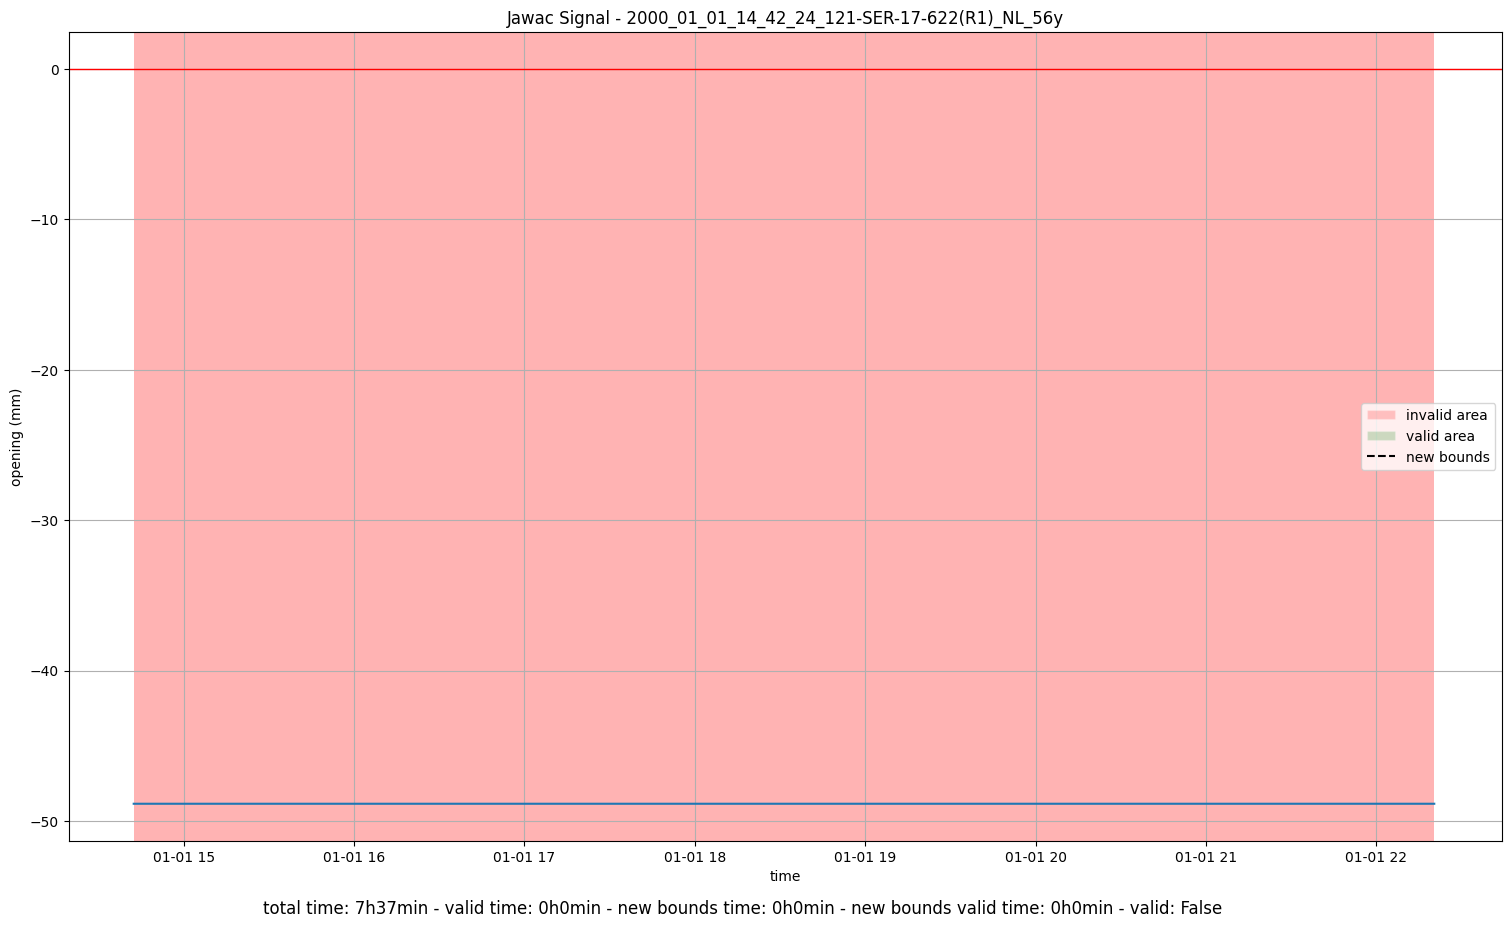 Jawac Signal - 2000_01_01_14_42_24_121-SER-17-622(R1)_NL_56y
0
−10
−20
−30
−40
−50
opening (mm)
invalid area
valid area
new bounds
01-01 15
01-01 16
01-01 17
01-01 18
01-01 19
01-01 20
01-01 21
01-01 22
time
total time: 7h37min - valid time: 0h0min - new bounds time: 0h0min - new bounds valid time: 0h0min - valid: False